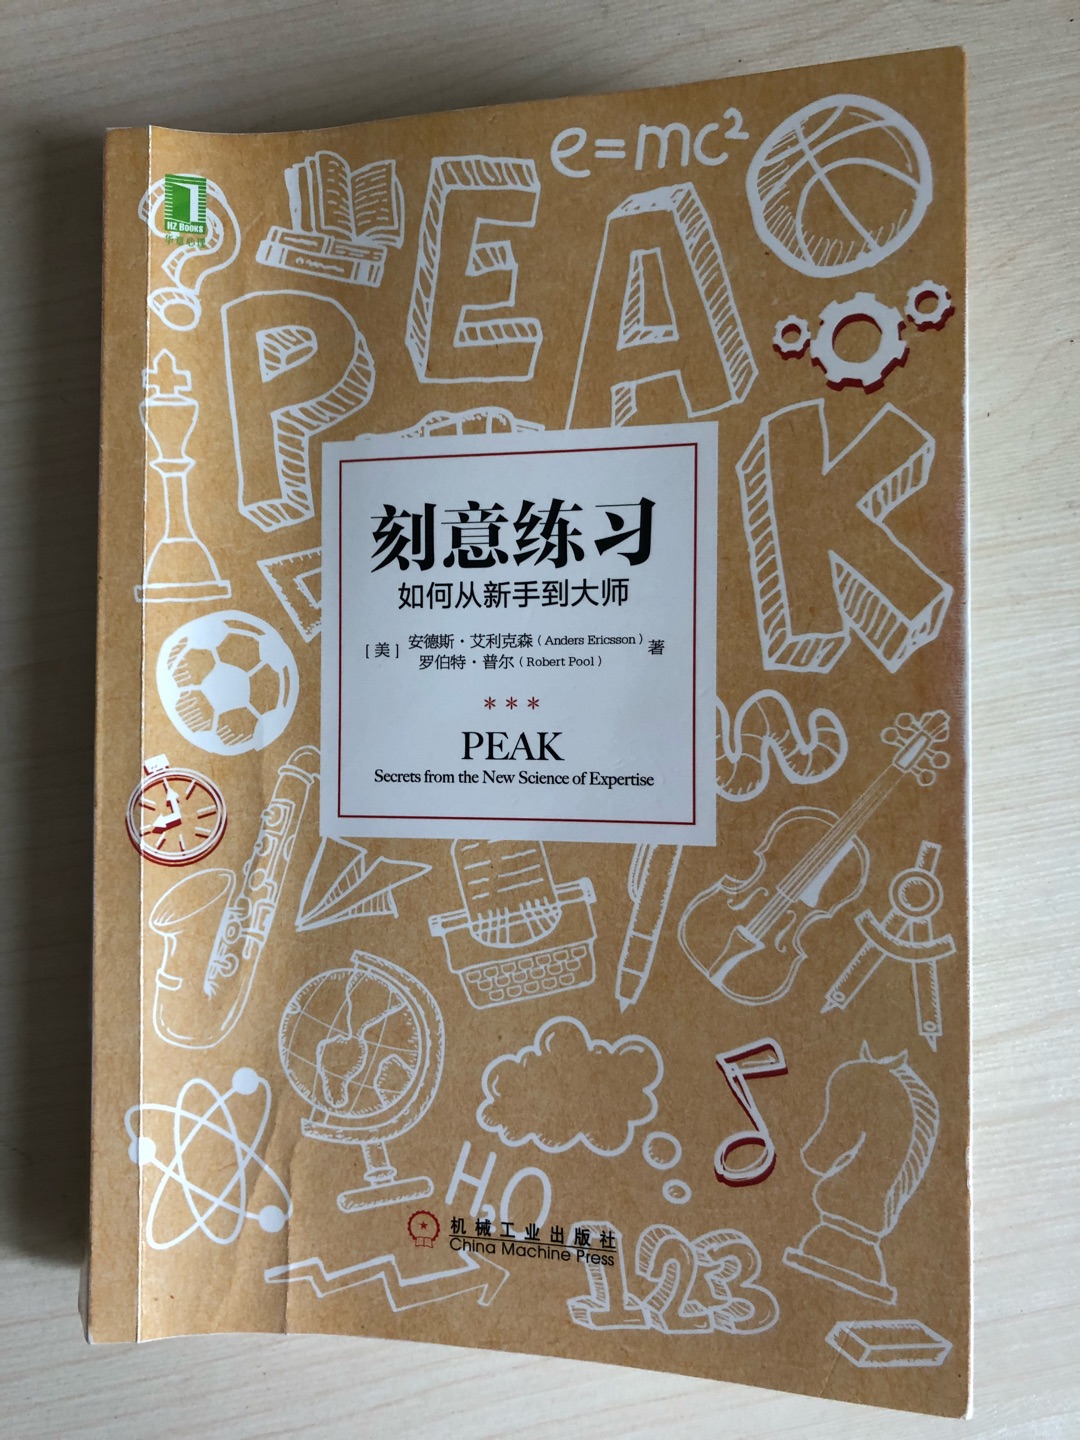 e=mc²
PEAK
HZ BOOKS
刻意练习
如何从新手到大师
[美] 安德斯·艾利克森（Anders Ericsson）著
罗伯特·普尔（Robert Pool）
***
PEAK
Secrets from the New Science of Expertise
H₂O
机械工业出版社
China Machine Press
123